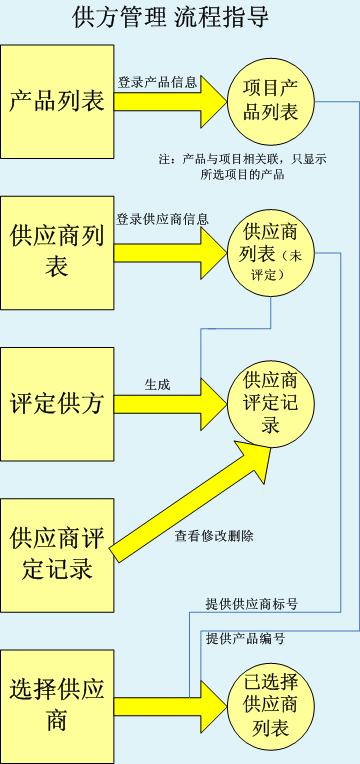 供方管理 流程指导
产品列表
登录产品信息
项目产
品列表
注：产品与项目相关联，只显示
所选项目的产品
供应商列
表
登录供应商信息
供应商
列表（未
评定）
评定供方
生成
供应商
评定记
录
供应商评
定记录
查看修改删除
提供供应商标号
提供产品编号
选择供应
商
已选择
供应商
列表